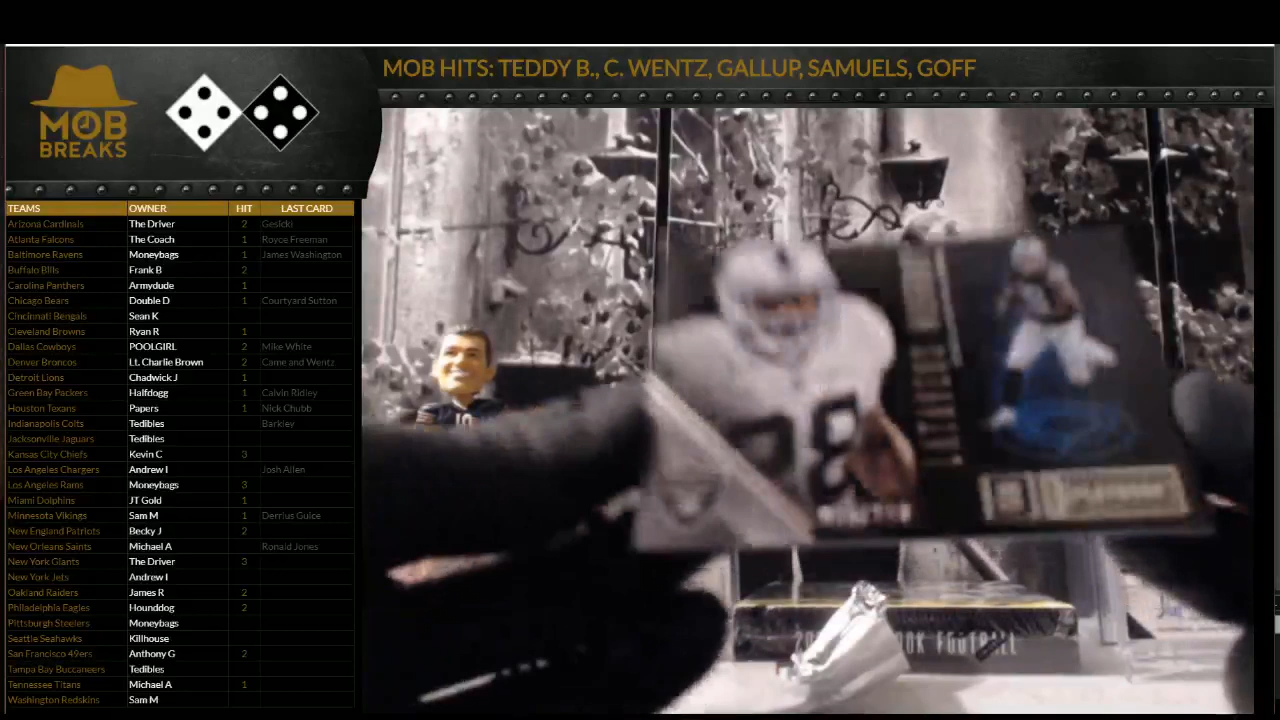 MOB HITS: TEDDY B., C. WENTZ, GALLUP, SAMUELS, GOFF
MOB
BREAKS
TEAMS OWNER HIT LAST CARD
Arizona Cardinals The Driver 2 Gesicki
Atlanta Falcons The Coach 1 Royce Freeman
Baltimore Ravens Moneybags 1 James Washington
Buffalo Bills Frank B 2
Carolina Panthers Armydude 1
Chicago Bears Double D 1 Courtyard Sutton
Cincinnati Bengals Sean K
Cleveland Browns Ryan R 1
Dallas Cowboys POOLGIRL 2 Mike White
Denver Broncos Lt. Charlie Brown 2 Came and Wentz
Detroit Lions Chadwick J 1
Green Bay Packers Halfdogg 1 Calvin Ridley
Houston Texans Papers 1 Nick Chubb
Indianapolis Colts Tedibles Barkley
Jacksonville Jaguars Tedibles
Kansas City Chiefs Kevin C 3
Los Angeles Chargers Andrew I Josh Allen
Los Angeles Rams Moneybags 3
Miami Dolphins JT Gold 1
Minnesota Vikings Sam M 1 Derrius Guice
New England Patriots Becky J 2
New Orleans Saints Michael A Ronald Jones
New York Giants The Driver 3
New York Jets Andrew I
Oakland Raiders James R 2
Philadelphia Eagles Hounddog 2
Pittsburgh Steelers Moneybags
Seattle Seahawks Killhouse
San Francisco 49ers Anthony G 2
Tampa Bay Buccaneers Tedibles
Tennessee Titans Michael A 1
Washington Redskins Sam M
28
FOOTBALL